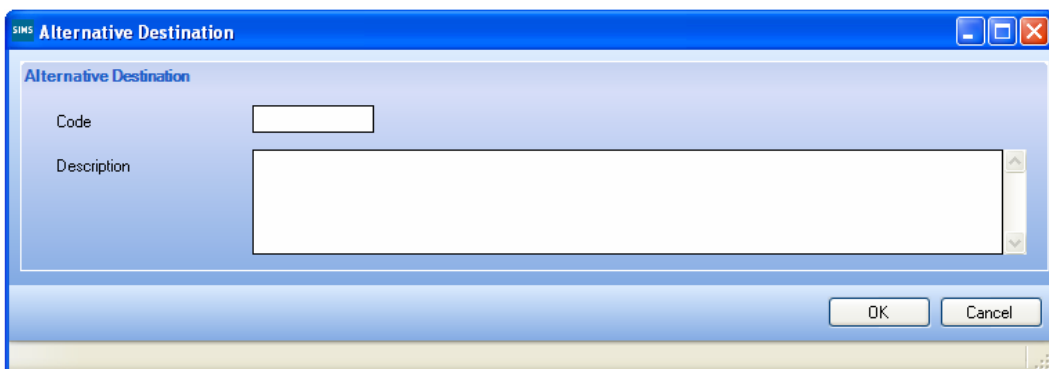 SIMS Alternative Destination
Alternative Destination
Code
Description
OK Cancel